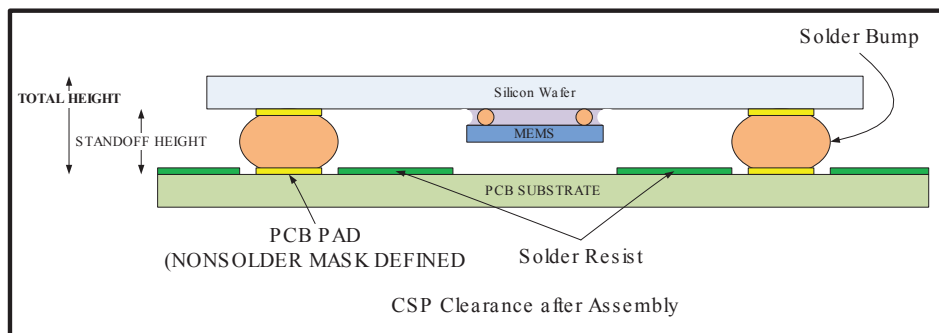 Solder Bump
TOTAL HEIGHT
Silicon Wafer
STANDOFF HEIGHT
MEMS
PCB SUBSTRATE
PCB PAD
(NONSOLDER MASK DEFINED
Solder Resist
CSP Clearance after Assembly